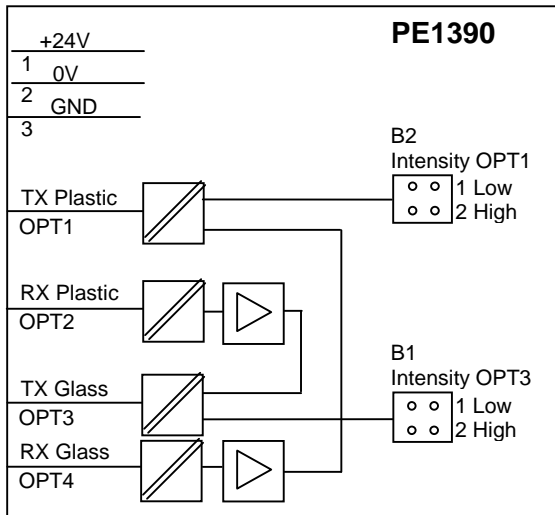 PE1390
+24V
1
0V
2
GND
3
B2
Intensity OPT1
1 Low
2 High
TX Plastic
OPT1
RX Plastic
OPT2
TX Glass
OPT3
B1
Intensity OPT3
1 Low
2 High
RX Glass
OPT4